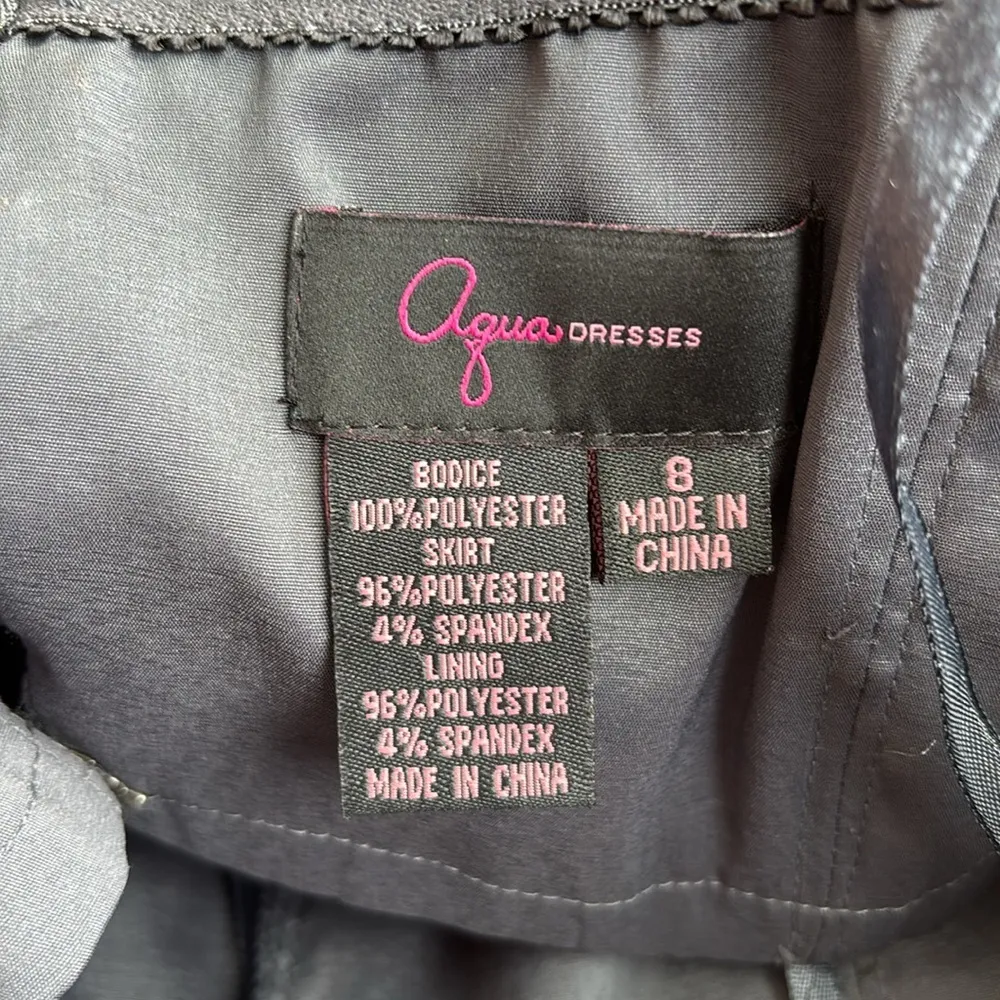 Aqua DRESSES
BODICE
100%POLYESTER
SKIRT
96%POLYESTER
4% SPANDEX
LINING
96%POLYESTER
4% SPANDEX
MADE IN CHINA
8
MADE IN
CHINA